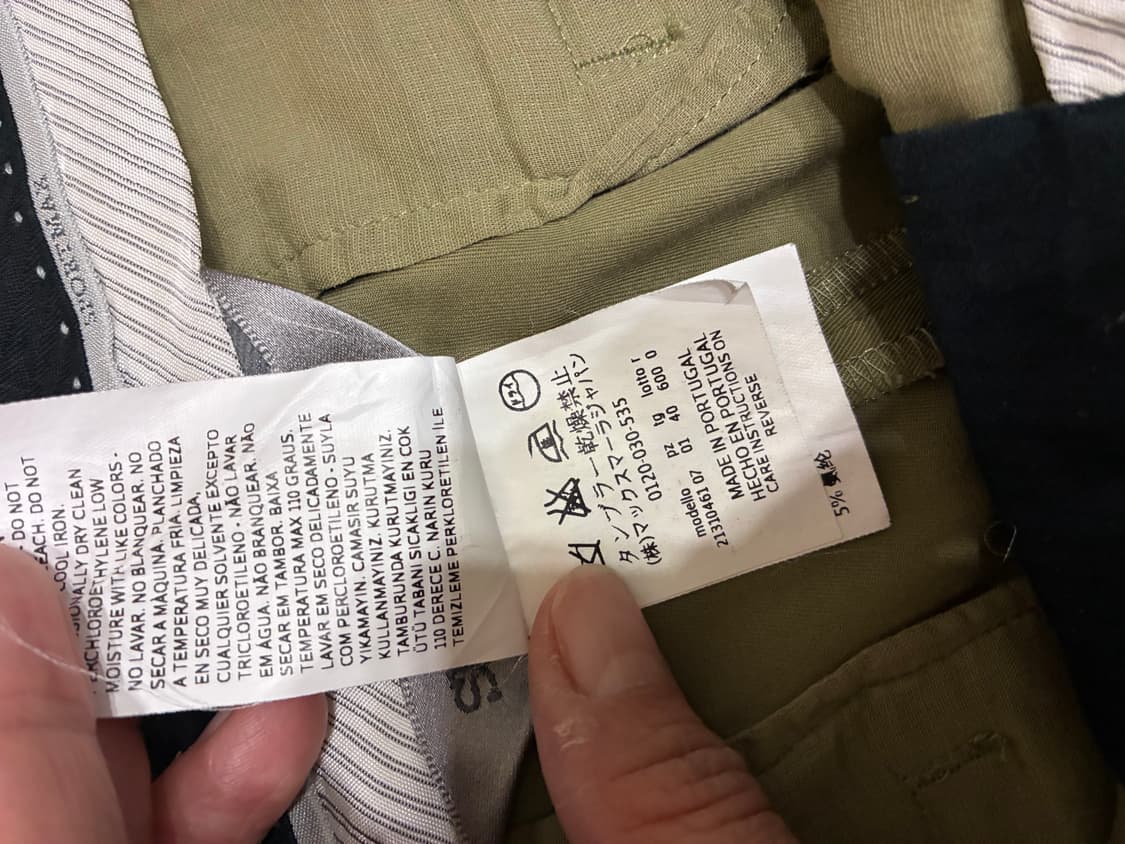 SPORTMAX
- DO NOT
EACH. DO NOT
COOL IRON.
DRY CLEAN
LOW
MOISTURE WITH LIKE COLORS -
NO LAVAR. NO BLANQUEAR. NO
SECAR A MAQUINA. PLANCHADO
A TEMPERATURA FRIA. LIMPIEZA
EN SECO MUY DELICADA.
CUALQUIER SOLVENTE EXCEPTO
TRICLOROETILENO - NÃO LAVAR
EM ÁGUA. NÃO BRANQUEAR. NÃO
SECAR EM TAMBOR. BAIXA
TEMPERATURA MAX 110 GRAUS.
LAVAR EM SECO DELICADAMENTE
COM PERCLOROETILENO - SUYLA
YIKAMAYIN. CAMASIR SUYU
KULLANMAYINIZ. KURUTMA
TAMBURUNDA KURUTMAYINIZ.
ÜTÜ TABANI SICAKLIGI EN COK
110 DERECE C. NARIN KURU
TEMIZLEME PERKLORETILEN ILE
ドライ
タンブラー乾燥禁止
(株)マックスマーラジャパン
0120-030-535
modello pz tg lotto r
21310461 07 01 40 600 0
MADE IN PORTUGAL
HECHO EN PORTUGAL
CARE INSTRUCTIONS ON
REVERSE
5%